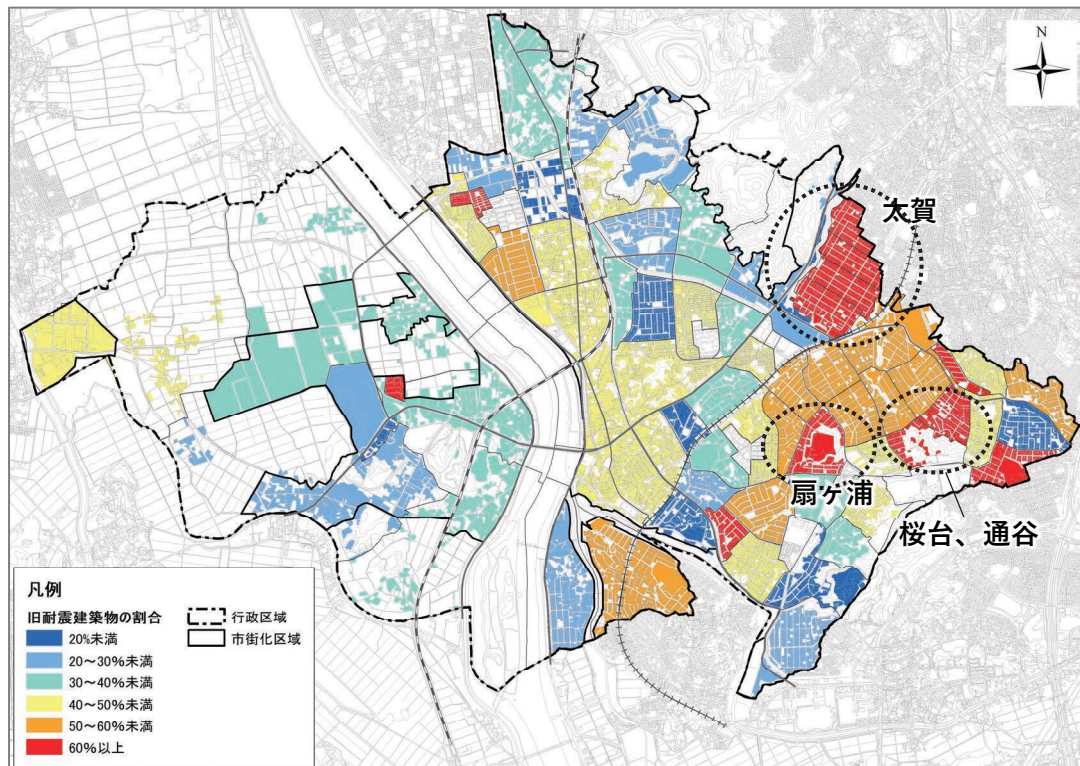 N
太賀
扇ヶ浦
桜台、通谷
凡例
旧耐震建築物の割合
20%未満
20～30%未満
30～40%未満
40～50%未満
50～60%未満
60%以上
行政区域
市街化区域